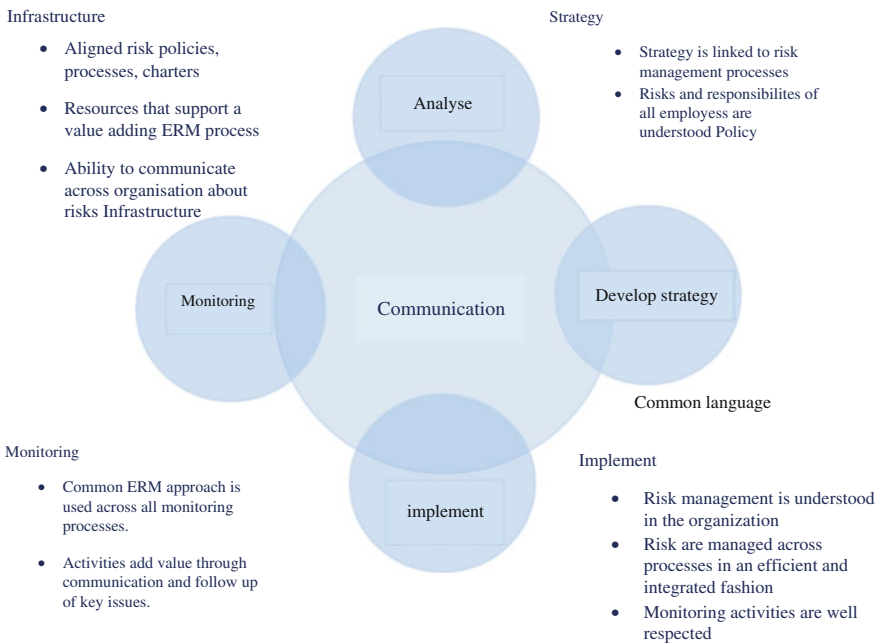 Infrastructure
• Aligned risk policies,
processes, charters
• Resources that support a
value adding ERM process
• Ability to communicate
across organisation about
risks Infrastructure
Strategy
• Strategy is linked to risk
management processes
• Risks and responsibilites of
all employess are
understood Policy
Analyse
Monitoring
Communication
Develop strategy
Common language
implement
Monitoring
• Common ERM approach is
used across all monitoring
processes.
• Activities add value through
communication and follow up
of key issues.
Implement
• Risk management is understood
in the organization
• Risk are managed across
processes in an efficient and
integrated fashion
• Monitoring activities are well
respected